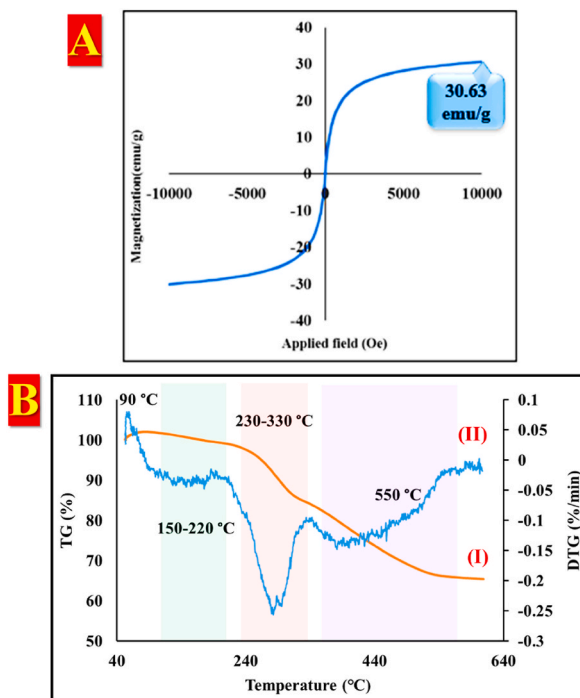 A
40
30
20
10
0
-10
-20
-30
-40
-10000
-5000
0
5000
10000
30.63
emu/g
Magnetization(emu/g)
Applied field (Oe)
B
110
100
90
80
70
60
50
TG (%)
90 °C
150-220 °C
230-330 °C
550 °C
(II)
(I)
0.1
0.05
0
-0.05
-0.1
-0.15
-0.2
-0.25
-0.3
DTG (%/min)
40
240
440
640
Temperature (°C)